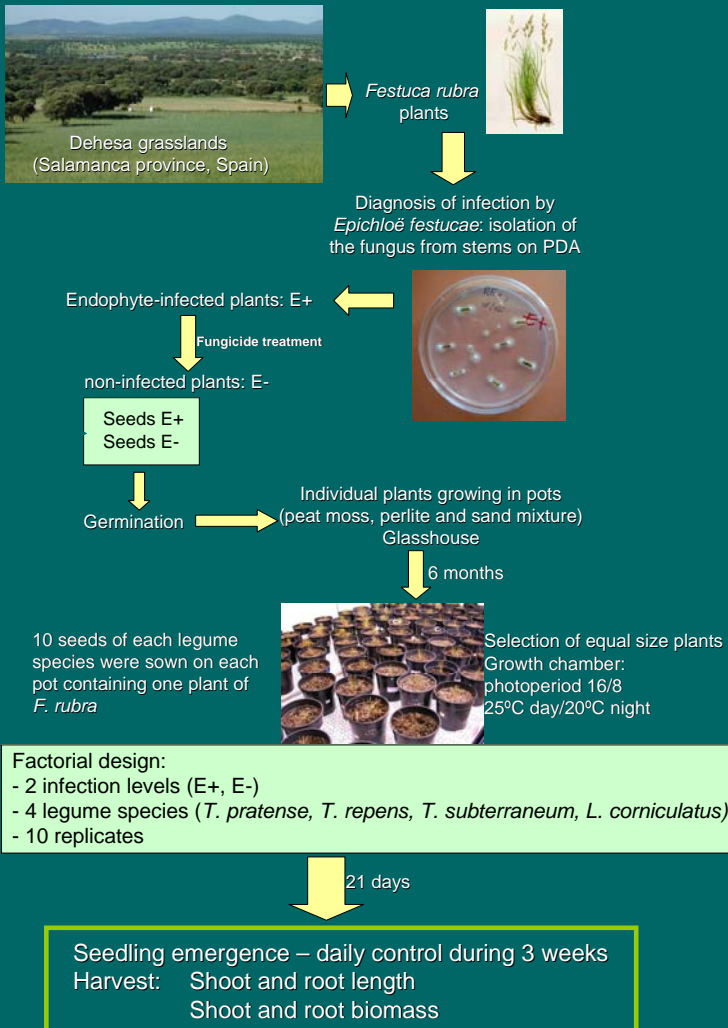 Dehesa grasslands
(Salamanca province, Spain)
Festuca rubra
plants
Diagnosis of infection by
Epichloë festucae: isolation of
the fungus from stems on PDA
Endophyte-infected plants: E+
E+
Fungicide treatment
non-infected plants: E-
Seeds E+
Seeds E-
Germination
Individual plants growing in pots
(peat moss, perlite and sand mixture)
Glasshouse
6 months
10 seeds of each legume
species were sown on each
pot containing one plant of
F. rubra
Selection of equal size plants
Growth chamber:
photoperiod 16/8
25ºC day/20ºC night
Factorial design:
- 2 infection levels (E+, E-)
- 4 legume species (T. pratense, T. repens, T. subterraneum, L. corniculatus)
- 10 replicates
21 days
Seedling emergence – daily control during 3 weeks
Harvest: Shoot and root length
Shoot and root biomass